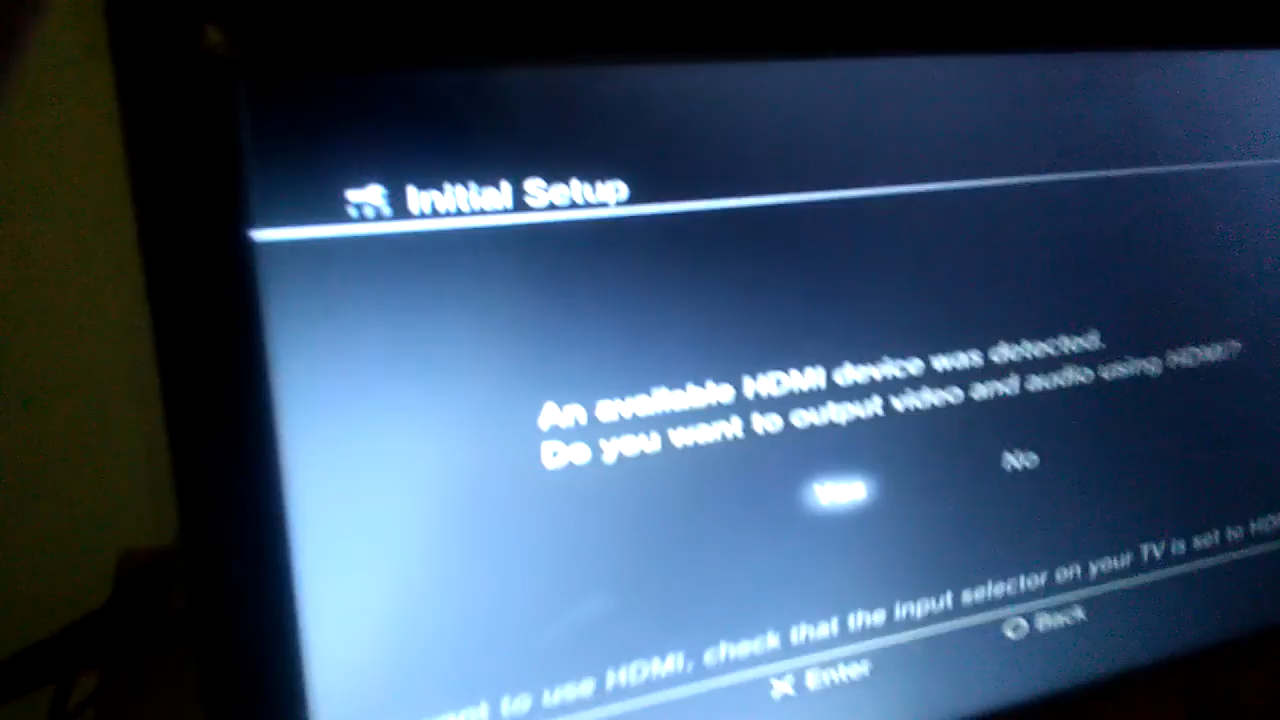 Initial Setup
An available HDMI device was detected.
Do you want to output video and audio using HDMI?
Yes
No
to use HDMI, check that the input selector on your TV is set to
Enter
Back